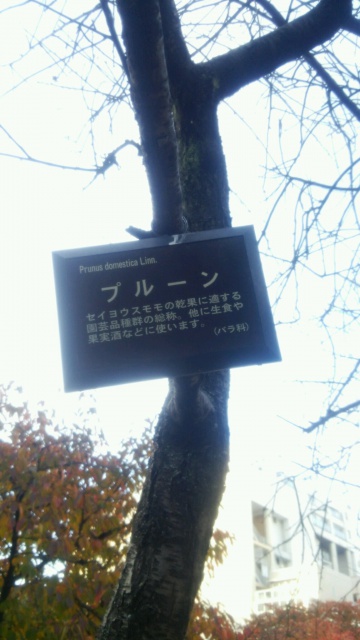 Prunus domestica Linn.
プルーン
セイヨウスモモの乾果に適する
園芸品種群の総称。他に生食や
果実酒などに使います。
(バラ科)